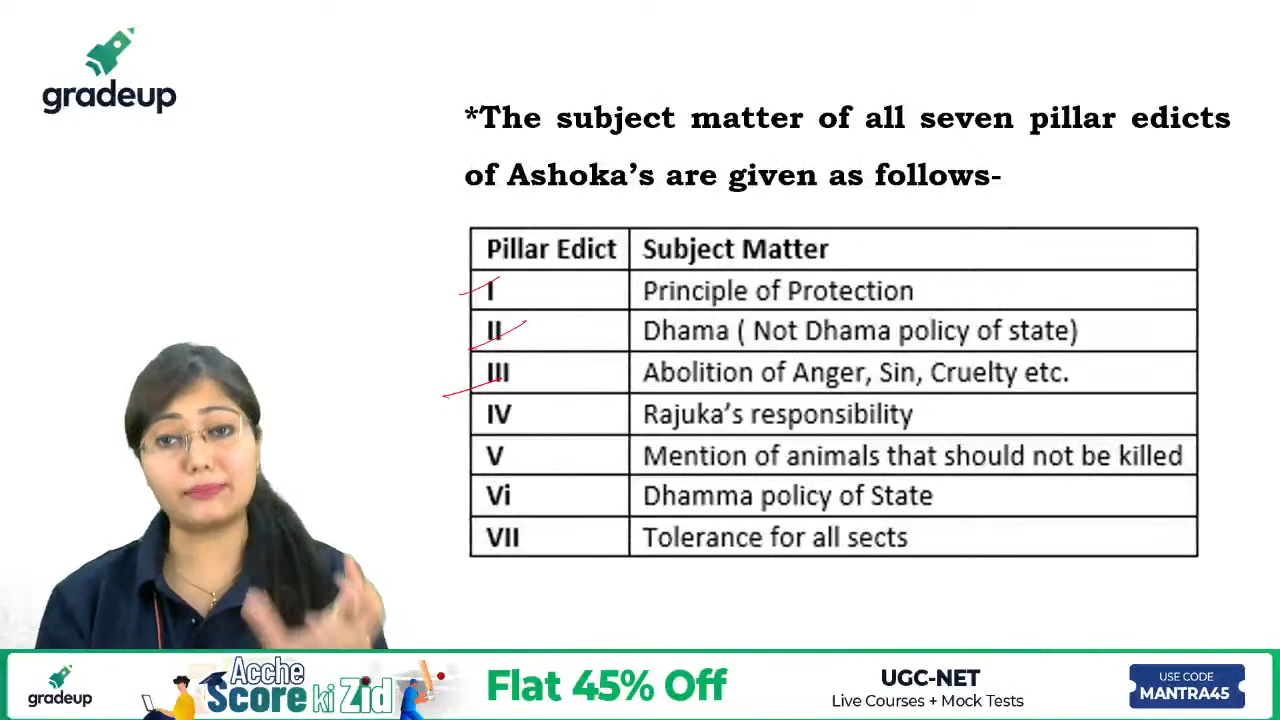 gradeup
*The subject matter of all seven pillar edicts
of Ashoka’s are given as follows-
Pillar Edict Subject Matter
I Principle of Protection
II Dhama ( Not Dhama policy of state)
III Abolition of Anger, Sin, Cruelty etc.
IV Rajuka’s responsibility
V Mention of animals that should not be killed
Vi Dhamma policy of State
VII Tolerance for all sects
gradeup
Acche
Score ki Zid
Flat 45% Off
UGC-NET
Live Courses + Mock Tests
USE CODE
MANTRA45